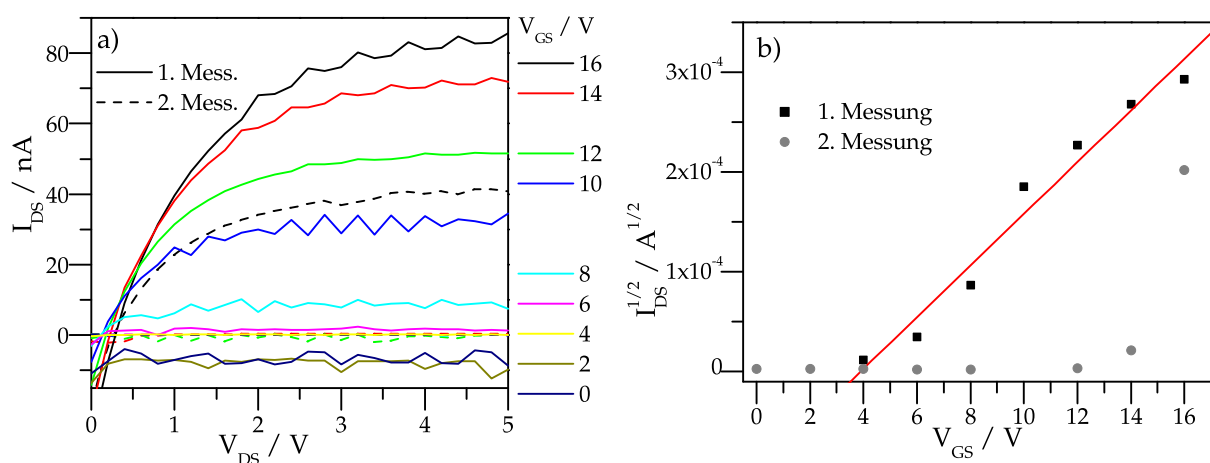 a)
1. Mess.
2. Mess.
I_DS / nA
80
60
40
20
0
0 1 2 3 4 5
V_DS / V
V_GS / V
16
14
12
10
8
6
4
2
0
b)
1. Messung
2. Messung
I_DS^1/2 / A^1/2
3x10^-4
2x10^-4
1x10^-4
0
0 2 4 6 8 10 12 14 16
V_GS / V